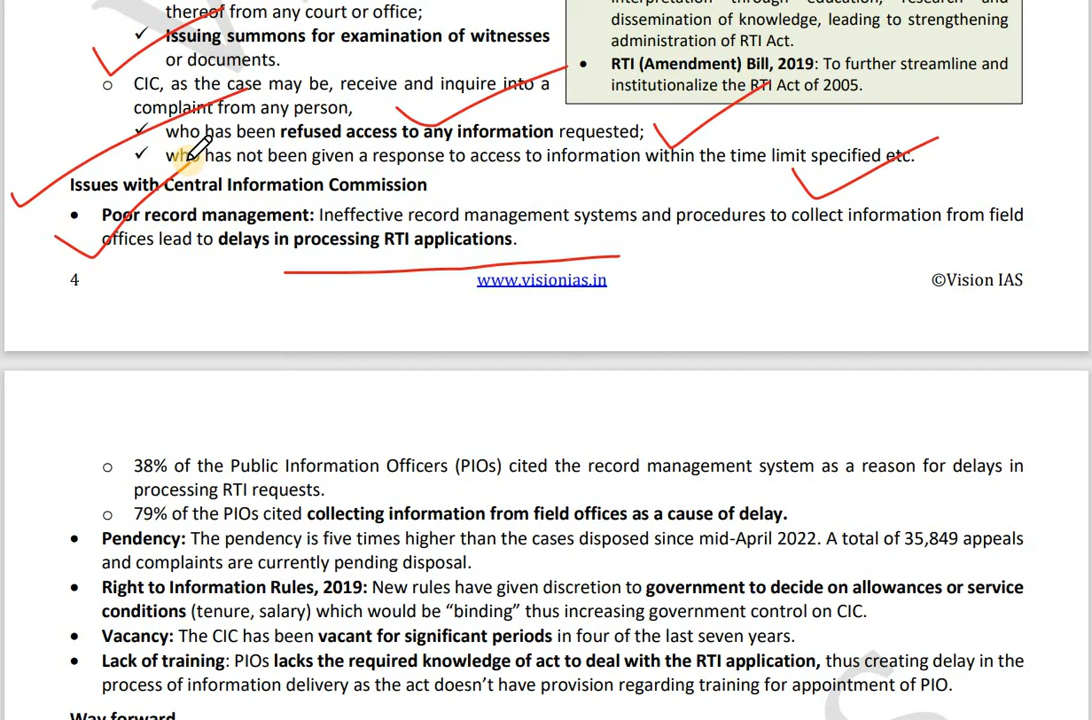 thereof from any court or office;
✓ Issuing summons for examination of witnesses
or documents.
o CIC, as the case may be, receive and inquire into a
complaint from any person,
✓ who has been refused access to any information requested;
✓ who has not been given a response to access to information within the time limit specified etc.
interpretation through education, research and
dissemination of knowledge, leading to strengthening
administration of RTI Act.
• RTI (Amendment) Bill, 2019: To further streamline and
institutionalize the RTI Act of 2005.
Issues with Central Information Commission
• Poor record management: Ineffective record management systems and procedures to collect information from field
offices lead to delays in processing RTI applications.
4 www.visionias.in ©Vision IAS
o 38% of the Public Information Officers (PIOs) cited the record management system as a reason for delays in
processing RTI requests.
o 79% of the PIOs cited collecting information from field offices as a cause of delay.
• Pendency: The pendency is five times higher than the cases disposed since mid-April 2022. A total of 35,849 appeals
and complaints are currently pending disposal.
• Right to Information Rules, 2019: New rules have given discretion to government to decide on allowances or service
conditions (tenure, salary) which would be “binding” thus increasing government control on CIC.
• Vacancy: The CIC has been vacant for significant periods in four of the last seven years.
• Lack of training: PIOs lacks the required knowledge of act to deal with the RTI application, thus creating delay in the
process of information delivery as the act doesn’t have provision regarding training for appointment of PIO.
Way forward